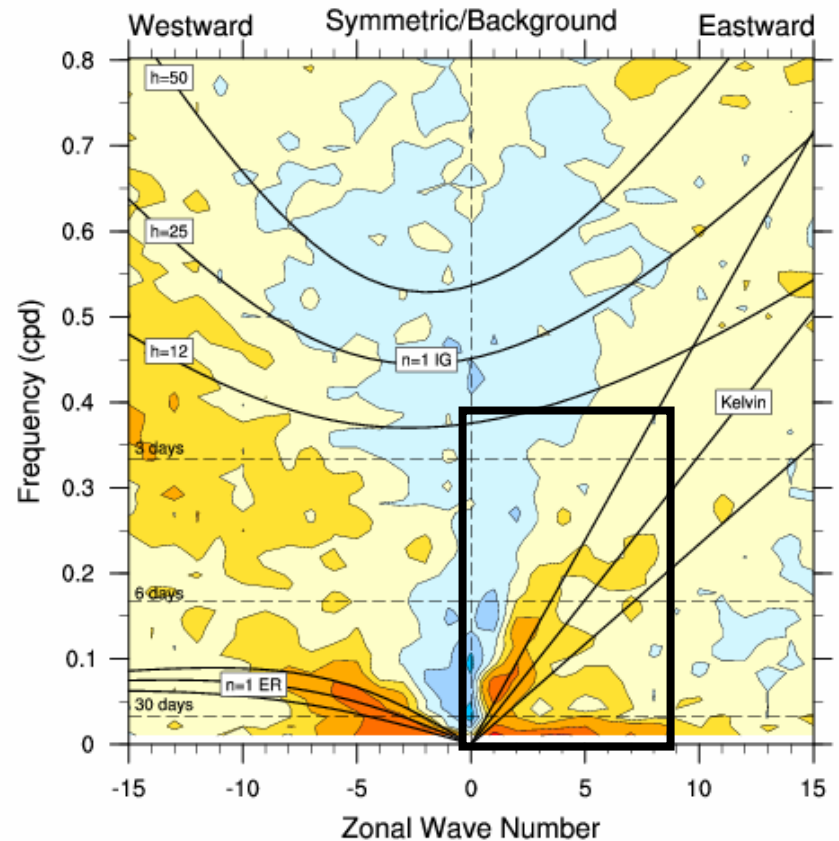 Westward Symmetric/Background Eastward
0.8
h=50
0.7
h=25
0.6
0.5
h=12
n=1 IG
0.4
Kelvin
3 days
0.3
0.2
6 days
0.1
n=1 ER
30 days
0
Frequency (cpd)
-15 -10 -5 0 5 10 15
Zonal Wave Number